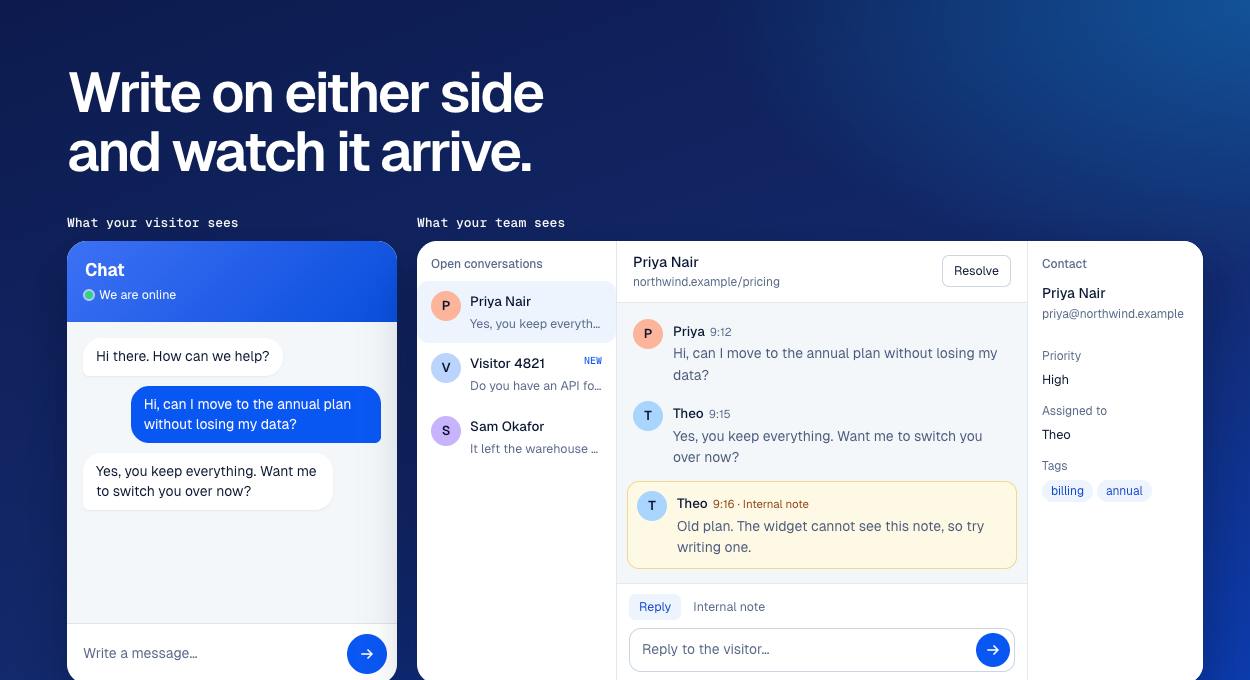 Write on either side
and watch it arrive.
What your visitor sees
Chat
We are online
Hi there. How can we help?
Hi, can I move to the annual plan
without losing my data?
Yes, you keep everything. Want me
to switch you over now?
Write a message…
What your team sees
Open conversations
P
Priya Nair
Yes, you keep everyth…
V
Visitor 4821
NEW
Do you have an API fo…
S
Sam Okafor
It left the warehouse …
Priya Nair
northwind.example/pricing
Resolve
P
Priya 9:12
Hi, can I move to the annual plan without losing my
data?
T
Theo 9:15
Yes, you keep everything. Want me to switch you
over now?
T
Theo 9:16 · Internal note
Old plan. The widget cannot see this note, so try
writing one.
Reply
Internal note
Reply to the visitor…
Contact
Priya Nair
priya@northwind.example
Priority
High
Assigned to
Theo
Tags
billing
annual